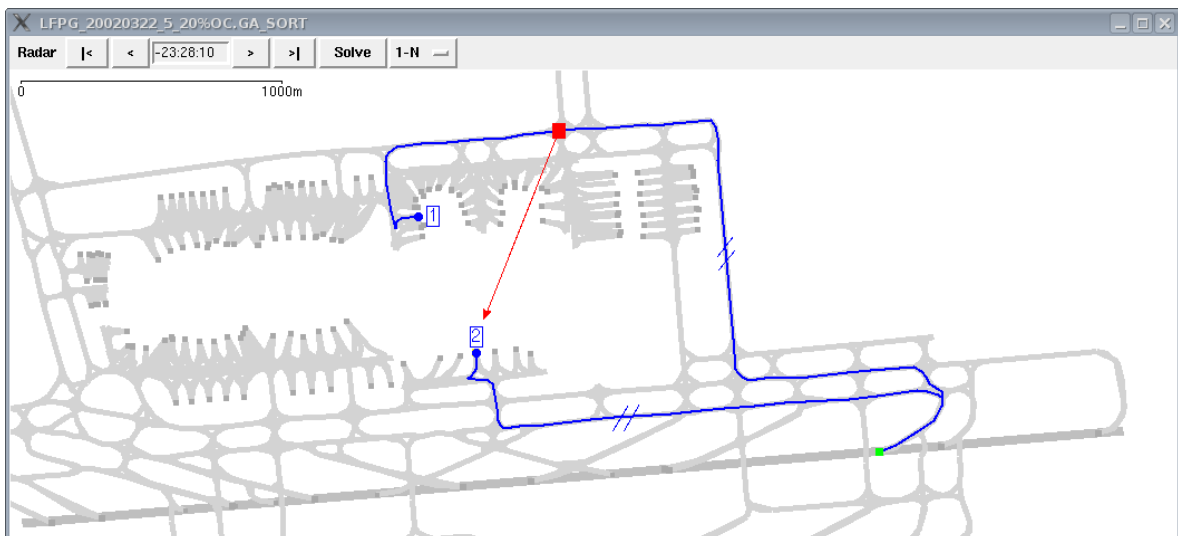 LFPG_20020322_5_20%OC.GA_SORT
Radar |< < -23:28:10 > >| Solve 1-N
0 1000m
1
2